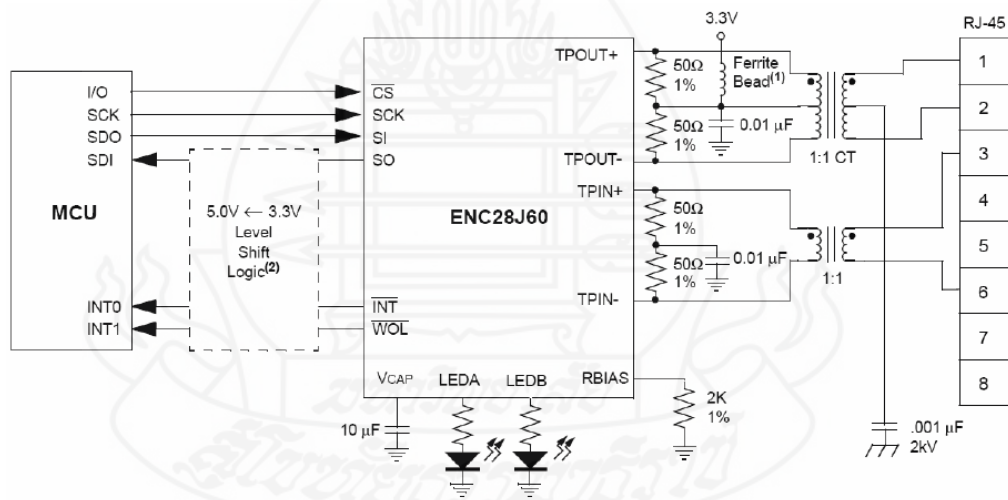 3.3V
RJ-45
TPOUT+
50Ω
1%
Ferrite
Bead(1)
1
I/O
CS
SCK
SCK
SDO
SI
SDI
SO
50Ω
1%
0.01 µF
2
TPOUT-
1:1 CT
3
MCU
5.0V ← 3.3V
Level
Shift
Logic(2)
ENC28J60
TPIN+
50Ω
1%
4
50Ω
1%
0.01 µF
5
1:1
TPIN-
6
INT0
INT
INT1
WOL
7
VCAP
LEDA
LEDB
RBIAS
8
10 µF
2K
1%
.001 µF
2kV